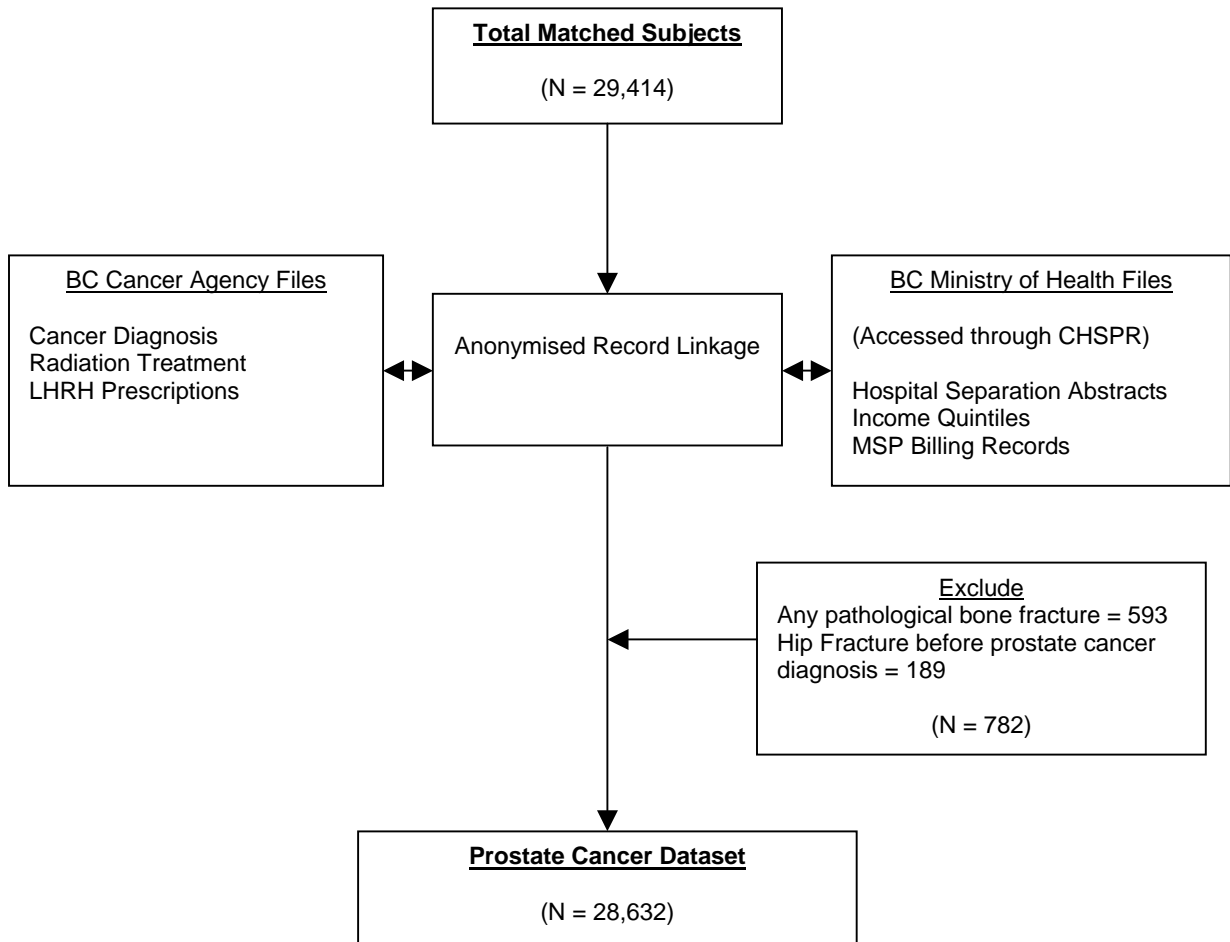 Total Matched Subjects
(N = 29,414)
BC Cancer Agency Files
Cancer Diagnosis
Radiation Treatment
LHRH Prescriptions
Anonymised Record Linkage
BC Ministry of Health Files
(Accessed through CHSPR)
Hospital Separation Abstracts
Income Quintiles
MSP Billing Records
Exclude
Any pathological bone fracture = 593
Hip Fracture before prostate cancer
diagnosis = 189
(N = 782)
Prostate Cancer Dataset
(N = 28,632)